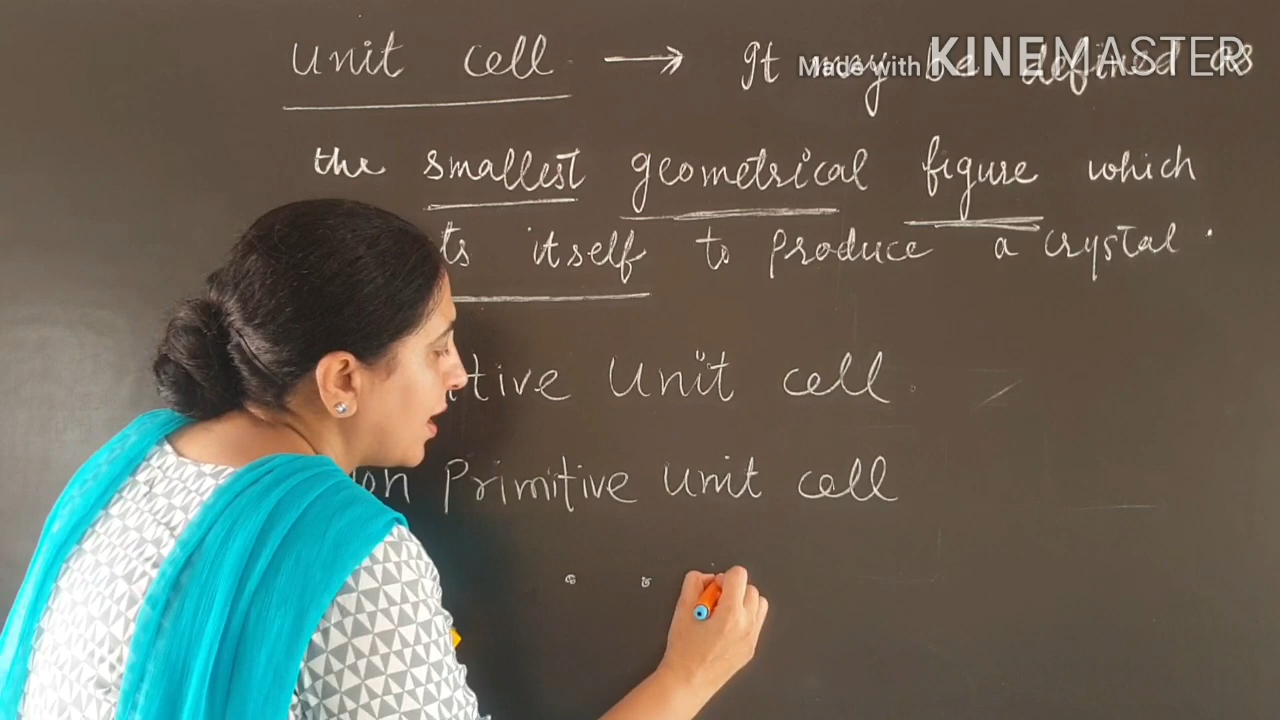 Unit cell → It may be defined as
Made with KINEMASTER
the smallest geometrical figure which
itself to produce a crystal.
Unit cell
Primitive Unit cell